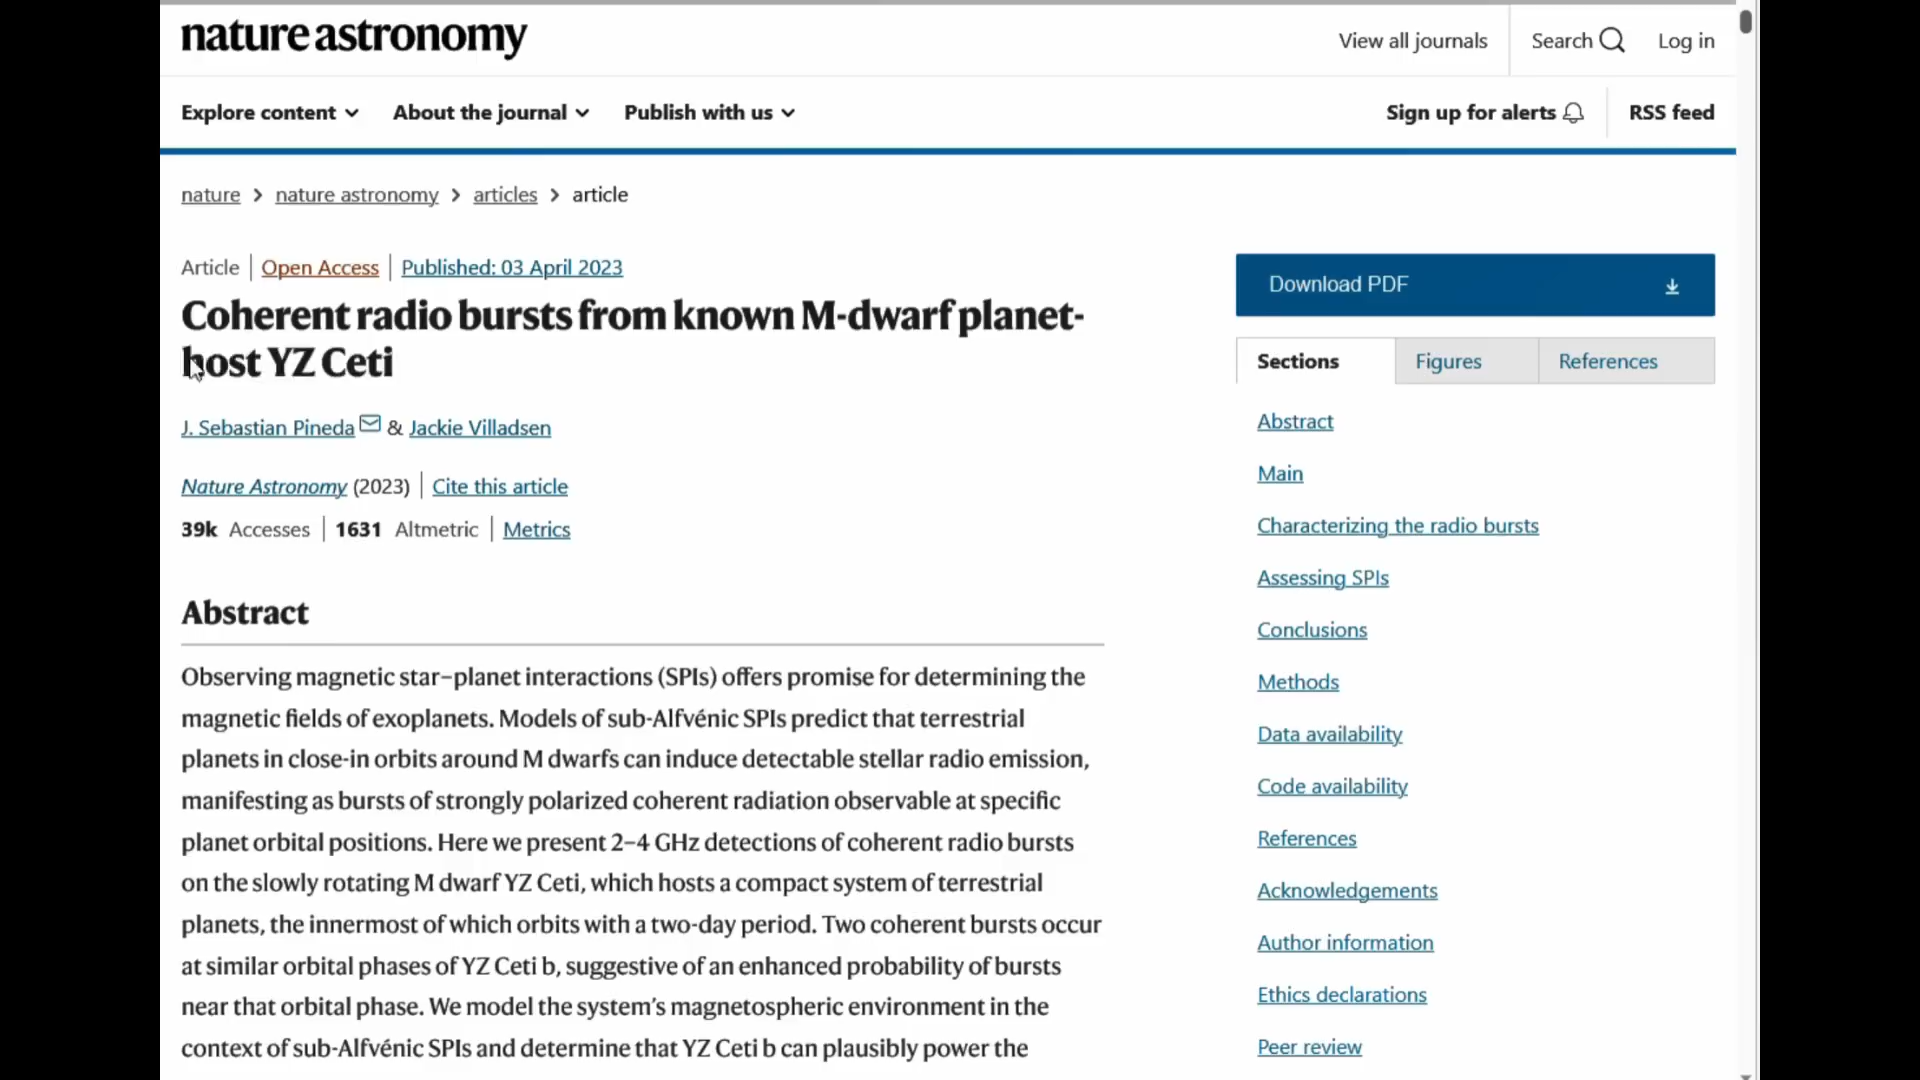 nature astronomy
View all journals
Search
Log in
Explore content
About the journal
Publish with us
Sign up for alerts
RSS feed
nature > nature astronomy > articles > article
Article | Open Access | Published: 03 April 2023
Coherent radio bursts from known M-dwarf planet-
host YZ Ceti
J. Sebastian Pineda & Jackie Villadsen
Nature Astronomy (2023) | Cite this article
39k Accesses | 1631 Altmetric | Metrics
Abstract
Observing magnetic star–planet interactions (SPIs) offers promise for determining the
magnetic fields of exoplanets. Models of sub-Alfvénic SPIs predict that terrestrial
planets in close-in orbits around M dwarfs can induce detectable stellar radio emission,
manifesting as bursts of strongly polarized coherent radiation observable at specific
planet orbital positions. Here we present 2–4 GHz detections of coherent radio bursts
on the slowly rotating M dwarf YZ Ceti, which hosts a compact system of terrestrial
planets, the innermost of which orbits with a two-day period. Two coherent bursts occur
at similar orbital phases of YZ Ceti b, suggestive of an enhanced probability of bursts
near that orbital phase. We model the system’s magnetospheric environment in the
context of sub-Alfvénic SPIs and determine that YZ Ceti b can plausibly power the
Download PDF
Sections
Figures
References
Abstract
Main
Characterizing the radio bursts
Assessing SPIs
Conclusions
Methods
Data availability
Code availability
References
Acknowledgements
Author information
Ethics declarations
Peer review